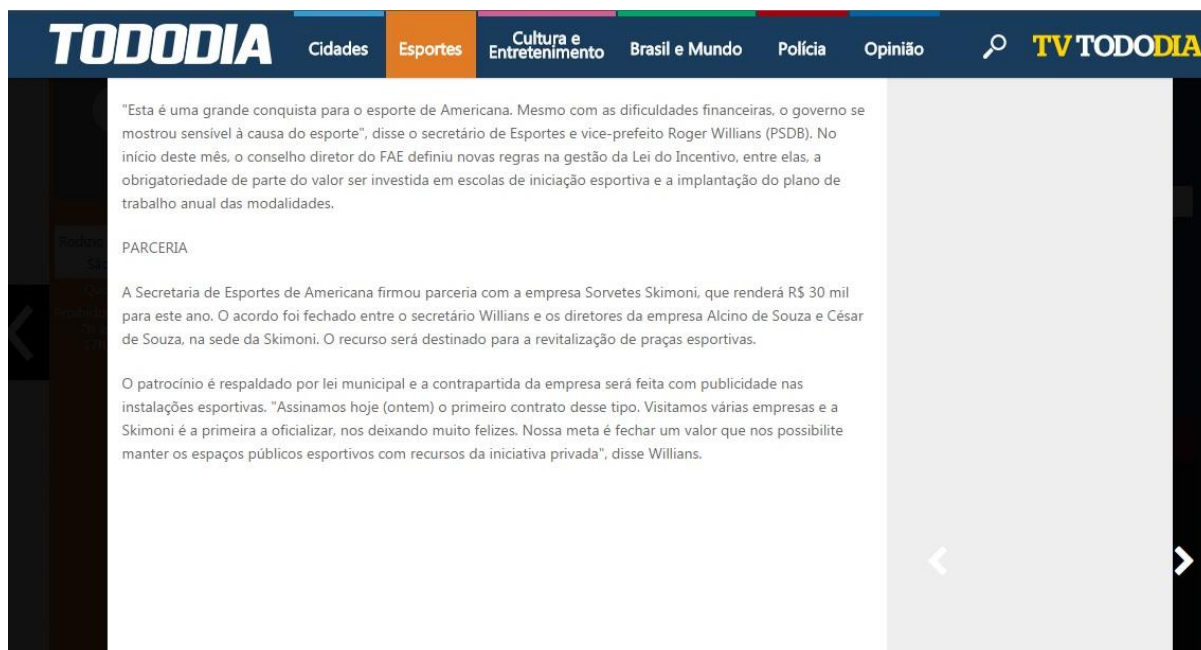 TODODIA
Cidades
Esportes
Cultura e
Entretenimento
Brasil e Mundo
Polícia
Opinião
TV TODODIA
"Esta é uma grande conquista para o esporte de Americana. Mesmo com as dificuldades financeiras, o governo se
mostrou sensível à causa do esporte", disse o secretário de Esportes e vice-prefeito Roger Willians (PSDB). No
início deste mês, o conselho diretor do FAE definiu novas regras na gestão da Lei do Incentivo, entre elas, a
obrigatoriedade de parte do valor ser investida em escolas de iniciação esportiva e a implantação do plano de
trabalho anual das modalidades.
PARCERIA
A Secretaria de Esportes de Americana firmou parceria com a empresa Sorvetes Skimoni, que renderá R$ 30 mil
para este ano. O acordo foi fechado entre o secretário Willians e os diretores da empresa Alcino de Souza e César
de Souza, na sede da Skimoni. O recurso será destinado para a revitalização de praças esportivas.
O patrocínio é respaldado por lei municipal e a contrapartida da empresa será feita com publicidade nas
instalações esportivas. "Assinamos hoje (ontem) o primeiro contrato desse tipo. Visitamos várias empresas e a
Skimoni é a primeira a oficializar, nos deixando muito felizes. Nossa meta é fechar um valor que nos possibilite
manter os espaços públicos esportivos com recursos da iniciativa privada", disse Willians.